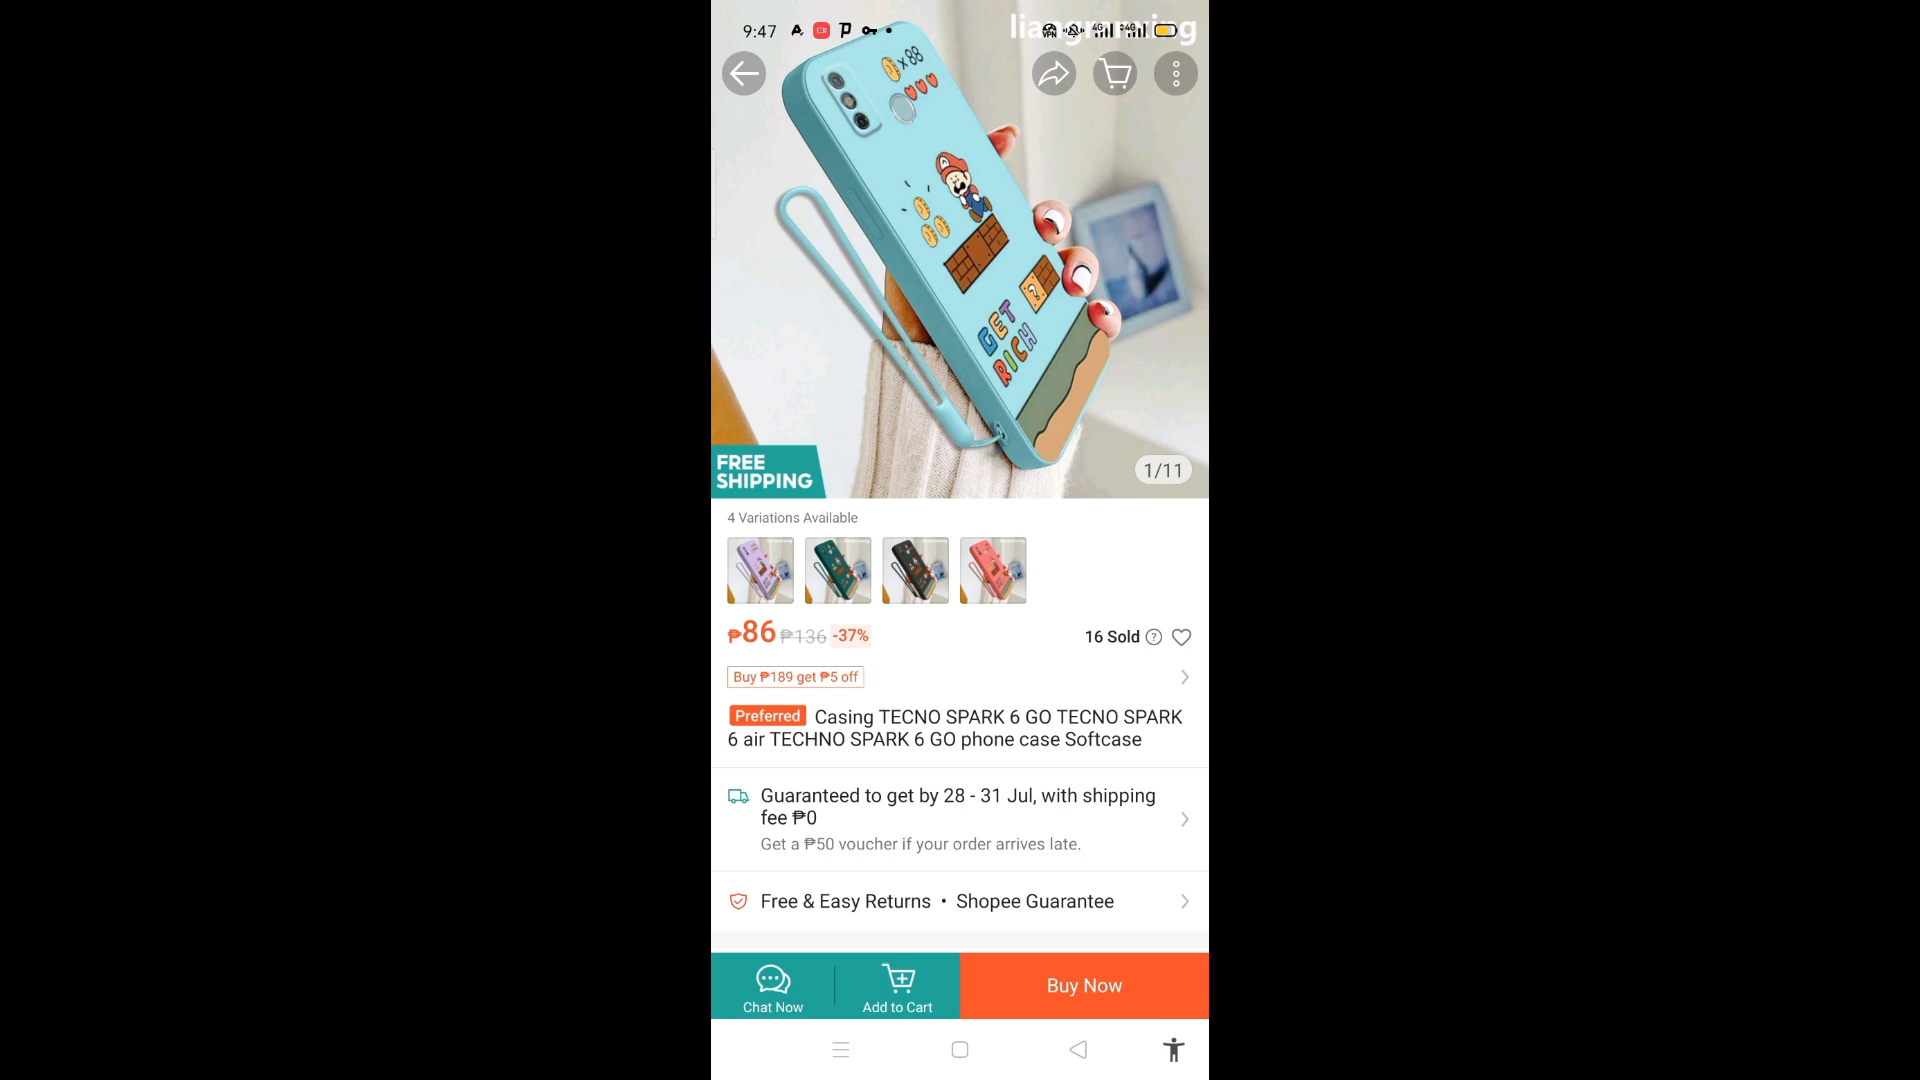 9:47
liangmaxing
x88
GET
RICH
FREE
SHIPPING
1/11
4 Variations Available
₱86 ₱136 -37%
16 Sold
Buy ₱189 get ₱5 off
Preferred Casing TECNO SPARK 6 GO TECNO SPARK
6 air TECHNO SPARK 6 GO phone case Softcase
Guaranteed to get by 28 - 31 Jul, with shipping
fee ₱0
Get a ₱50 voucher if your order arrives late.
Free & Easy Returns • Shopee Guarantee
Chat Now
Add to Cart
Buy Now